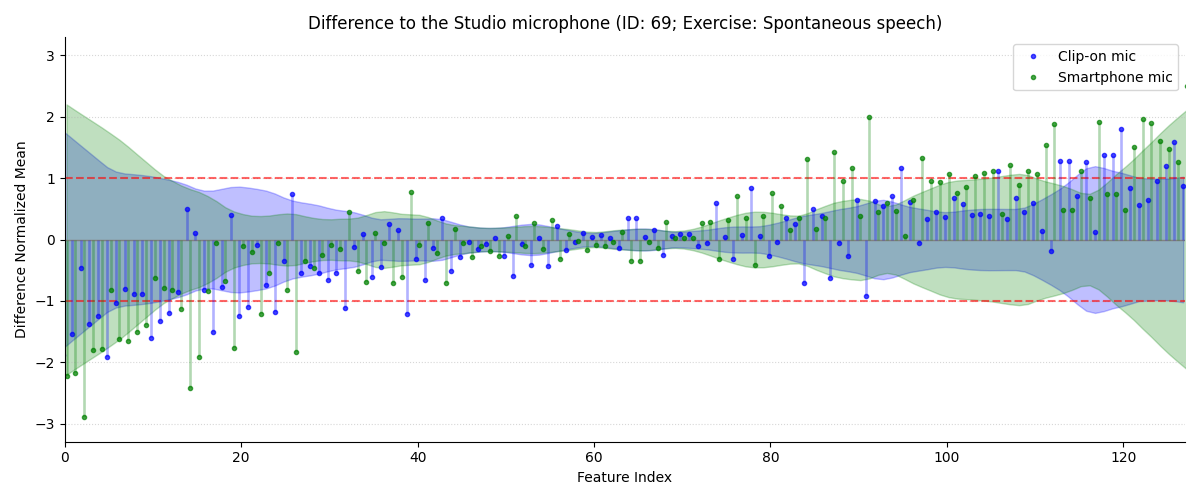 Difference to the Studio microphone (ID: 69; Exercise: Spontaneous speech)
Clip-on mic
Smartphone mic
Difference Normalized Mean
3
2
1
0
−1
−2
−3
0 20 40 60 80 100 120
Feature Index